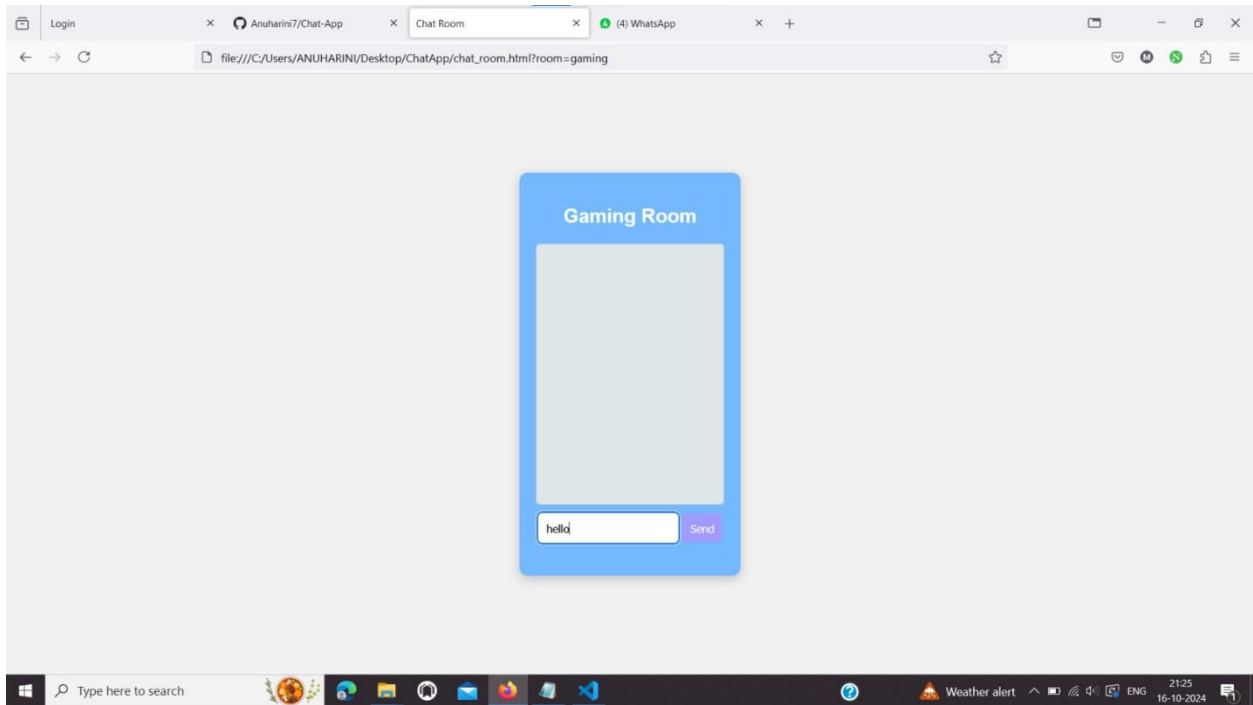 Login
Anuharini7/Chat-App
Chat Room
(4) WhatsApp
file:///C:/Users/ANUHARINI/Desktop/ChatApp/chat_room.html?room=gaming
Gaming Room
hello
Send
Type here to search
Weather alert
ENG
21:25
16-10-2024